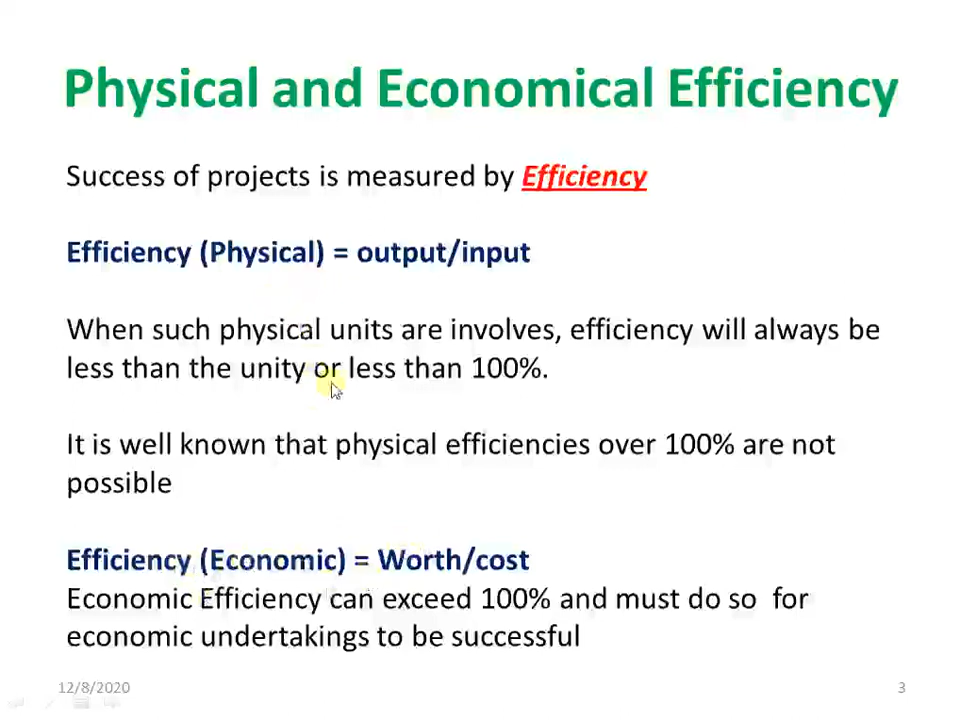 Physical and Economical Efficiency
Success of projects is measured by Efficiency
Efficiency (Physical) = output/input
When such physical units are involves, efficiency will always be
less than the unity or less than 100%.
It is well known that physical efficiencies over 100% are not
possible
Efficiency (Economic) = Worth/cost
Economic Efficiency can exceed 100% and must do so  for
economic undertakings to be successful
12/8/2020
3